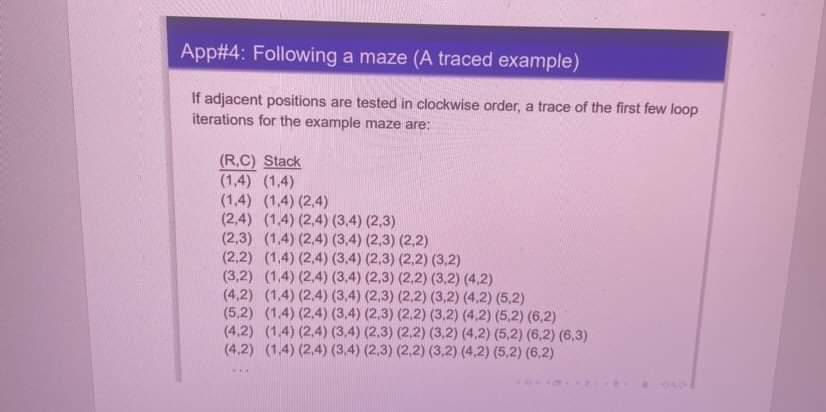 App#4: Following a maze (A traced example)
If adjacent positions are tested in clockwise order, a trace of the first few loop
iterations for the example maze are:
(R,C) Stack
(1,4) (1,4)
(1,4) (1,4) (2,4)
(2,4) (1,4) (2,4) (3,4) (2,3)
(2,3) (1,4) (2,4) (3,4) (2,3) (2,2)
(2,2) (1,4) (2,4) (3,4) (2,3) (2,2) (3,2)
(3,2) (1,4) (2,4) (3,4) (2,3) (2,2) (3,2) (4,2)
(4,2) (1,4) (2,4) (3,4) (2,3) (2,2) (3,2) (4,2) (5,2)
(5,2) (1,4) (2,4) (3,4) (2,3) (2,2) (3,2) (4,2) (5,2) (6,2)
(4,2) (1,4) (2,4) (3,4) (2,3) (2,2) (3,2) (4,2) (5,2) (6,2) (6,3)
(4,2) (1,4) (2,4) (3,4) (2,3) (2,2) (3,2) (4,2) (5,2) (6,2)
...